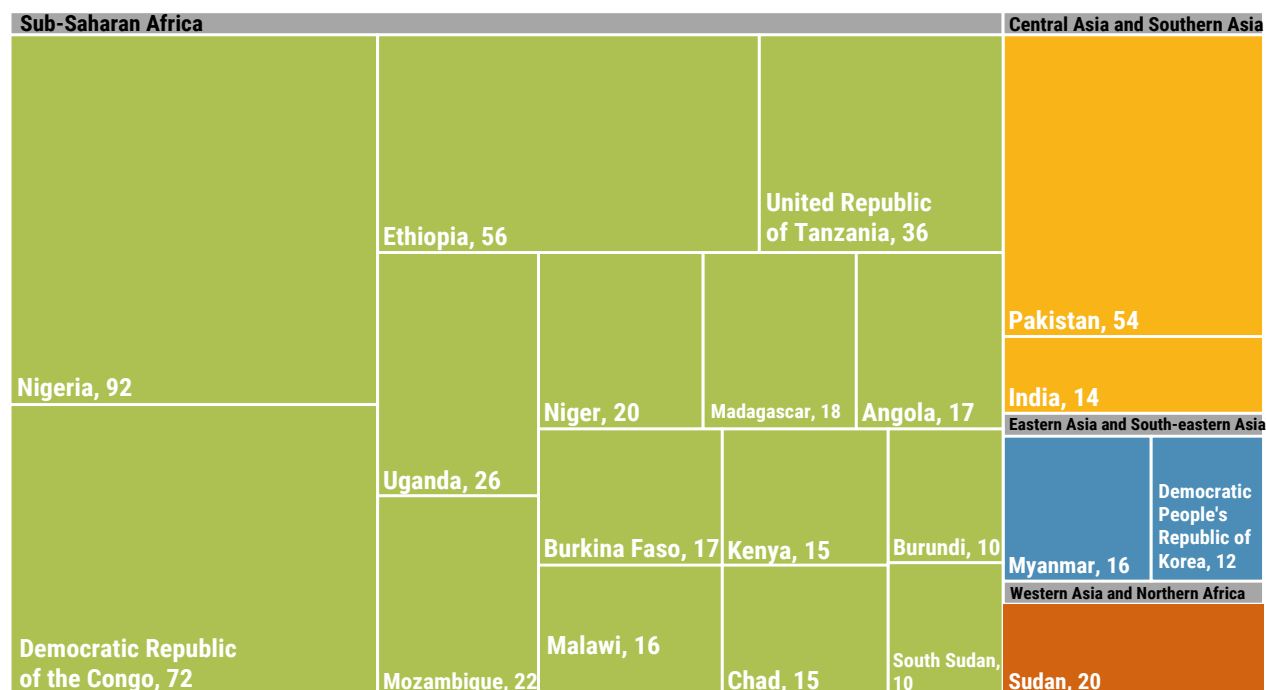 Sub-Saharan Africa
Central Asia and Southern Asia
Nigeria, 92
Ethiopia, 56
United Republic
of Tanzania, 36
Pakistan, 54
India, 14
Uganda, 26
Niger, 20
Madagascar, 18
Angola, 17
Eastern Asia and South-eastern Asia
Democratic Republic
of the Congo, 72
Mozambique, 22
Burkina Faso, 17
Kenya, 15
Burundi, 10
Malawi, 16
Chad, 15
South Sudan,
10
Myanmar, 16
Democratic
People's
Republic of
Korea, 12
Western Asia and Northern Africa
Sudan, 20